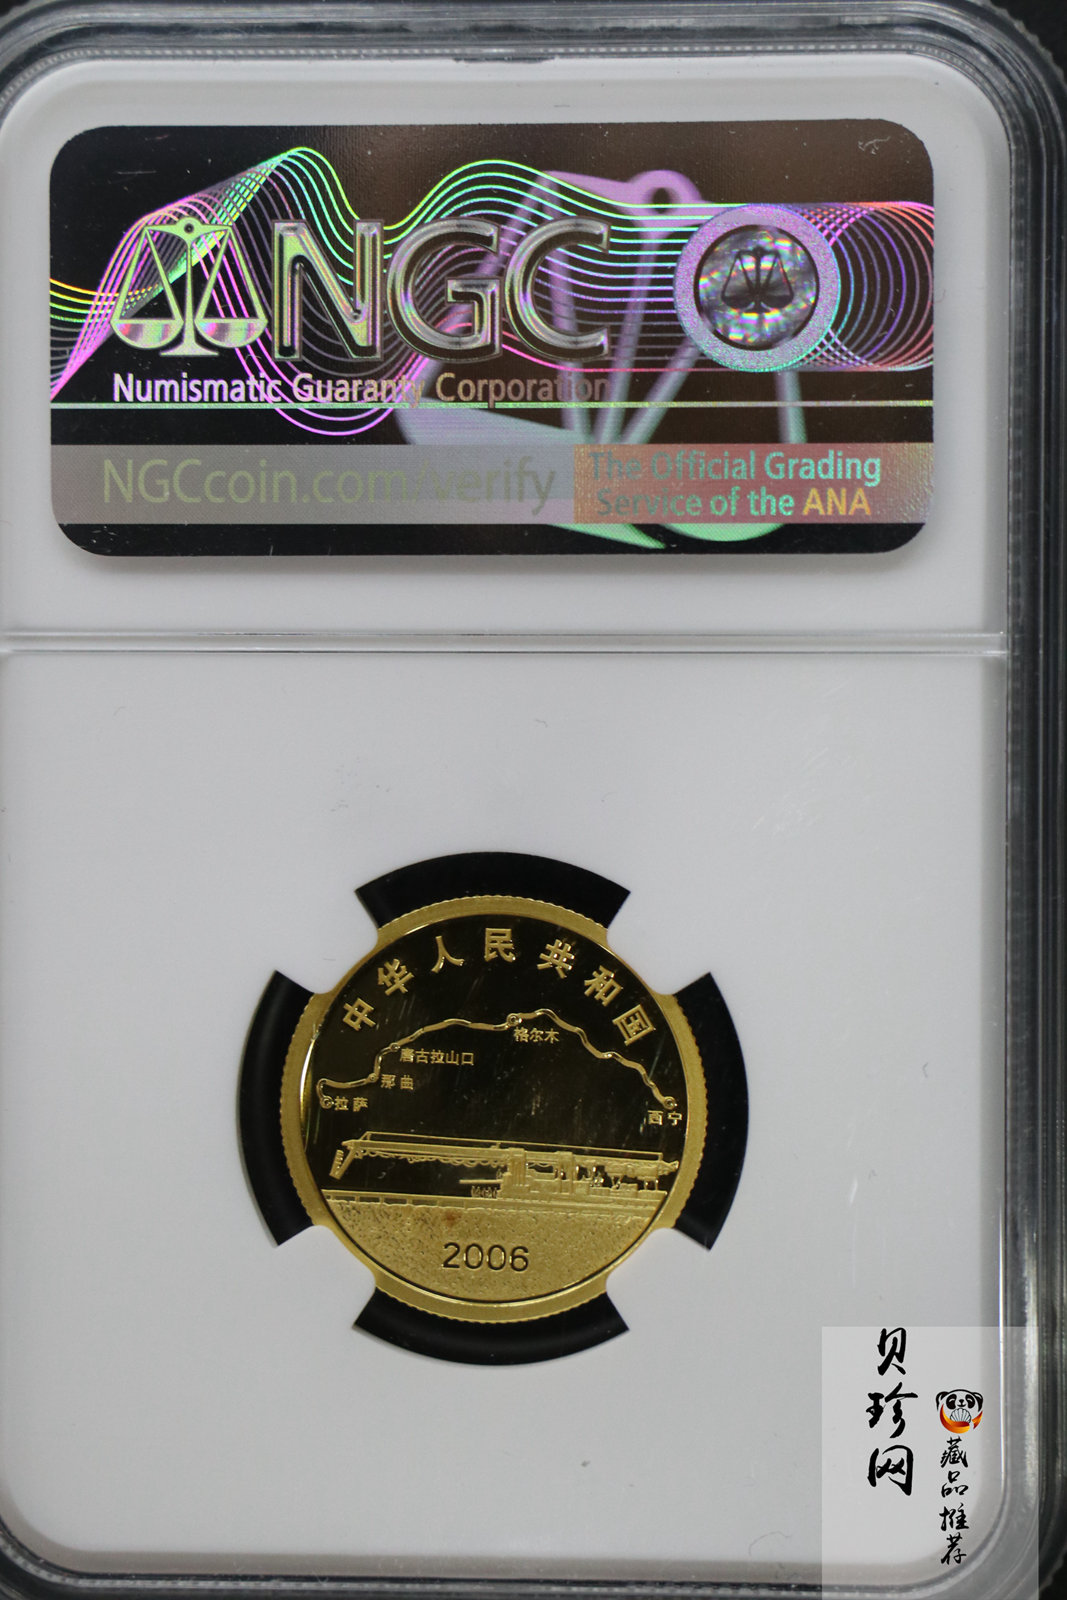 NGC
Numismatic Guaranty Corporation
NGCcoin.com/verify
The Official Grading
Service of the ANA
中华人民共和国
格尔木
唐古拉山口
那曲
拉萨
西宁
2006
贝珍网
藏品推荐